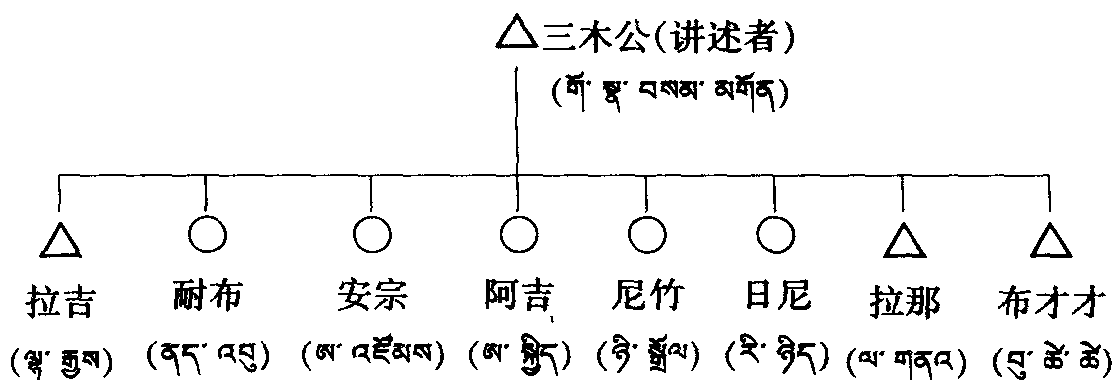 三木公(讲述者)
(གོ་ སྣ་ བསམ་ མགོན)
拉吉 耐布 安宗 阿吉 尼竹 日尼 拉那 布才才
(ལྷ་ རྒྱས) (ནད་ འབུ) (ཨ་ འཛོམས) (ཨ་ སྐྱིད) (ཉི་ སྒྲོལ) (རི་ ཉིད) (ལ་ གནའ) (བུ་ ཚེ་ ཚེ)